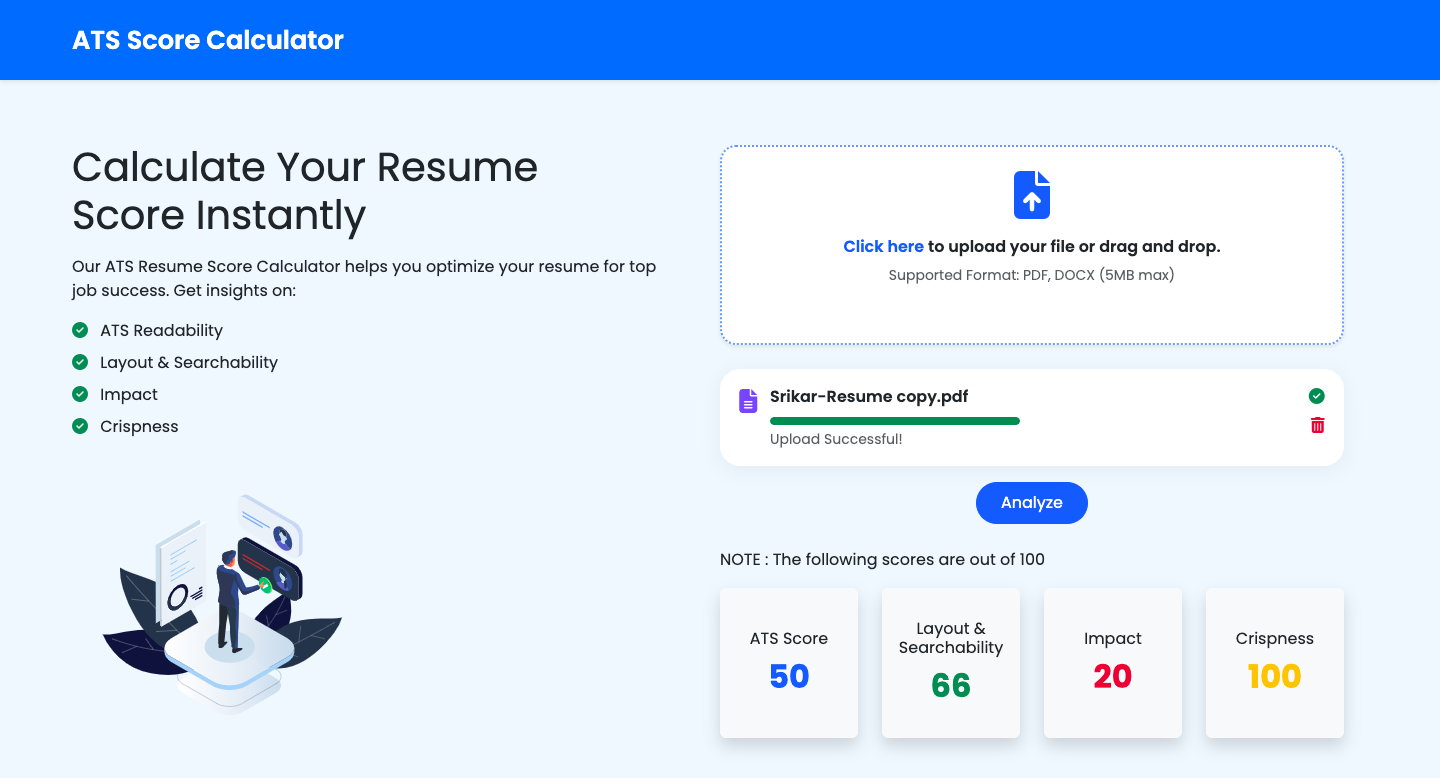 ATS Score Calculator
Calculate Your Resume
Score Instantly
Our ATS Resume Score Calculator helps you optimize your resume for top
job success. Get insights on:
ATS Readability
Layout & Searchability
Impact
Crispness
Click here to upload your file or drag and drop.
Supported Format: PDF, DOCX (5MB max)
Srikar-Resume copy.pdf
Upload Successful!
Analyze
NOTE : The following scores are out of 100
ATS Score
50
Layout &
Searchability
66
Impact
20
Crispness
100